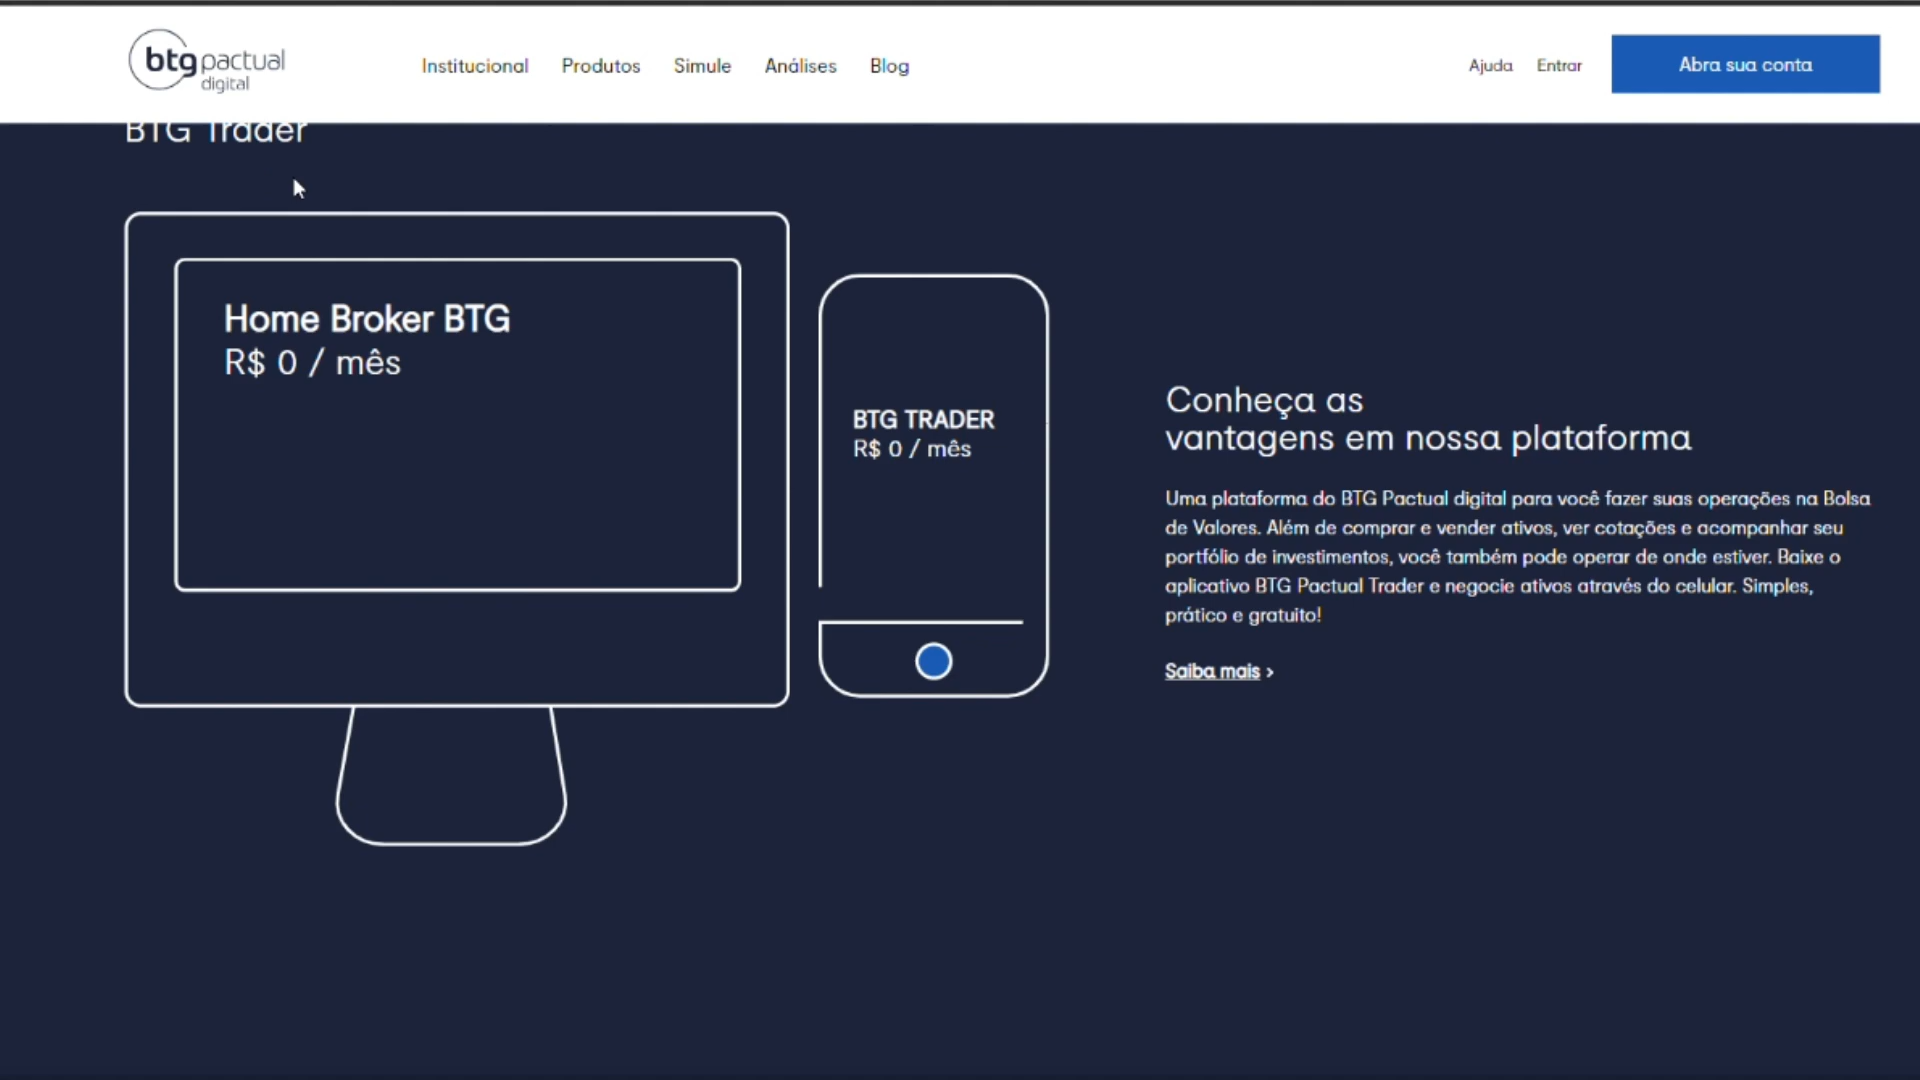 btg pactual
digital
Institucional Produtos Simule Análises Blog
Ajuda Entrar Abra sua conta
BTG Trader
Home Broker BTG
R$ 0 / mês
BTG TRADER
R$ 0 / mês
Conheça as
vantagens em nossa plataforma
Uma plataforma do BTG Pactual digital para você fazer suas operações na Bolsa
de Valores. Além de comprar e vender ativos, ver cotações e acompanhar seu
portfólio de investimentos, você também pode operar de onde estiver. Baixe o
aplicativo BTG Pactual Trader e negocie ativos através do celular. Simples,
prático e gratuito!
Saiba mais >